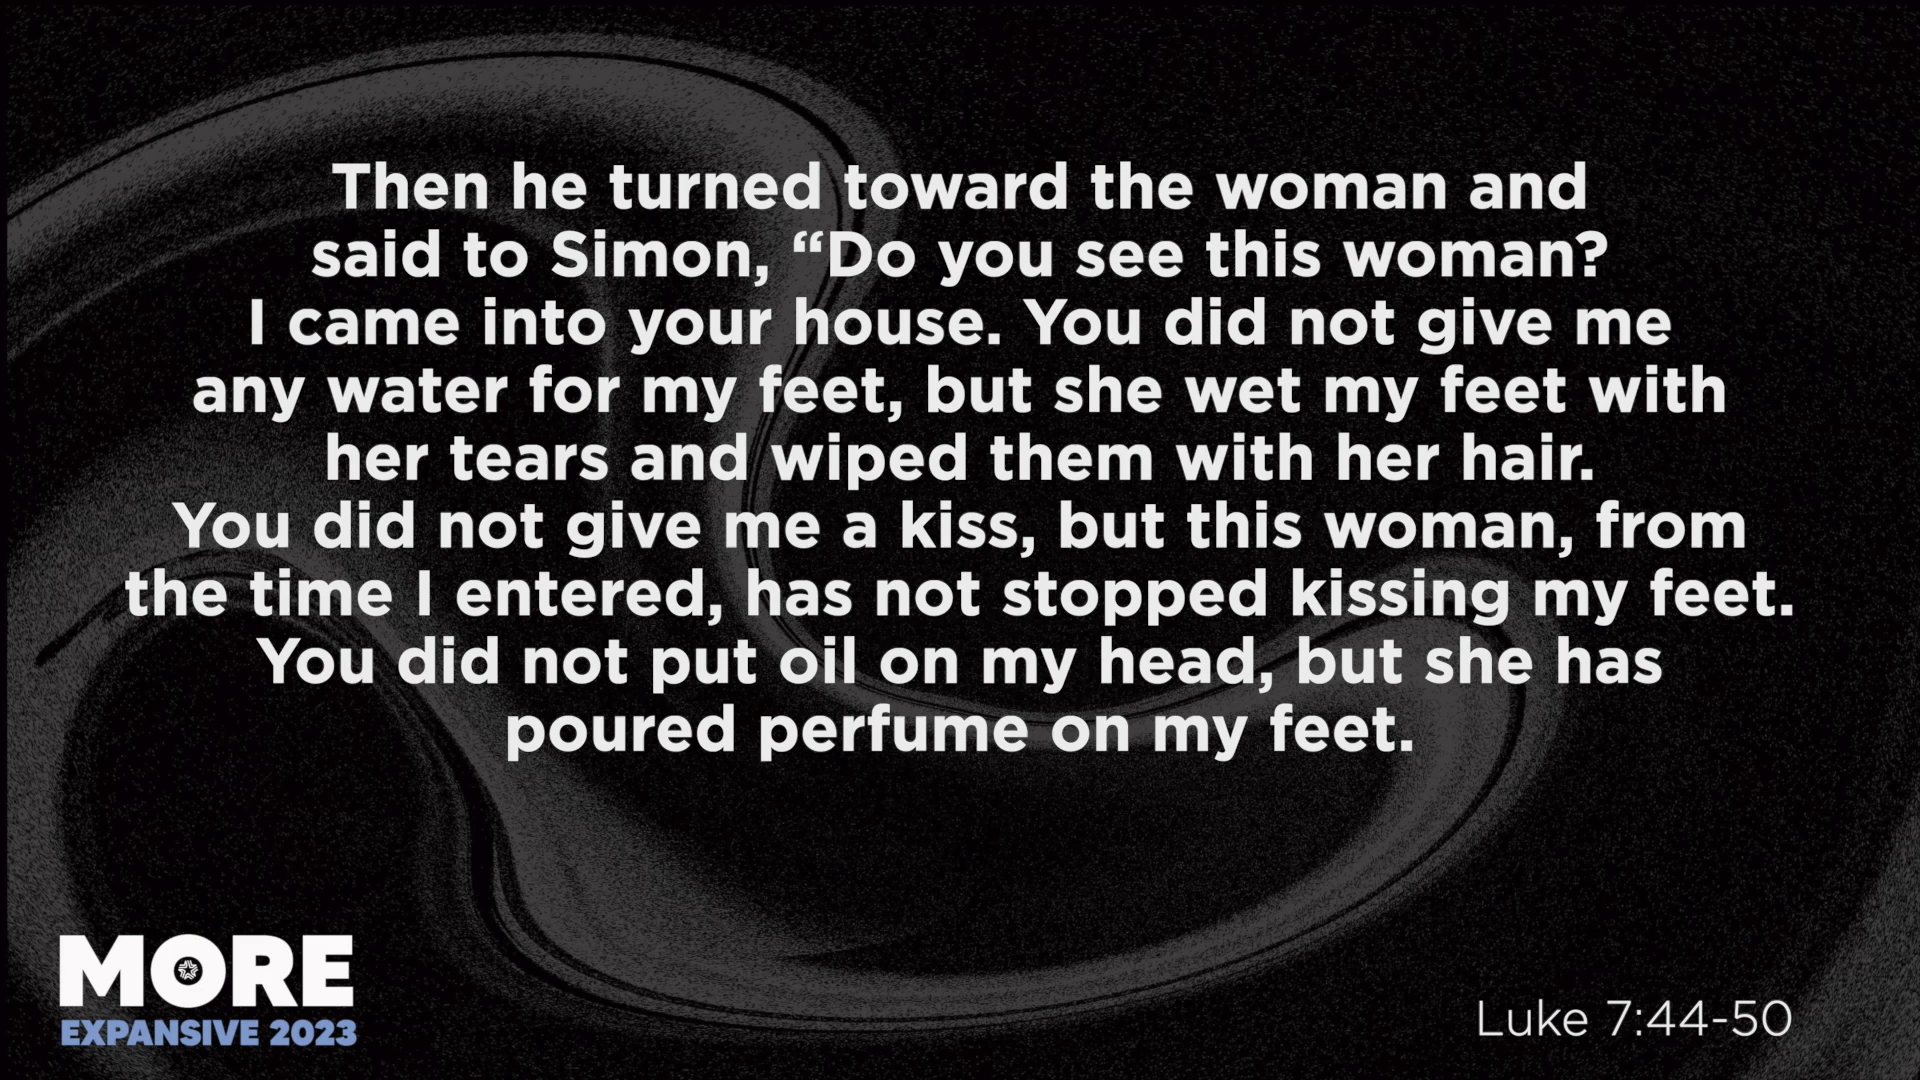 Then he turned toward the woman and
said to Simon, “Do you see this woman?
I came into your house. You did not give me
any water for my feet, but she wet my feet with
her tears and wiped them with her hair.
You did not give me a kiss, but this woman, from
the time I entered, has not stopped kissing my feet.
You did not put oil on my head, but she has
poured perfume on my feet.
MORE
EXPANSIVE 2023
Luke 7:44-50